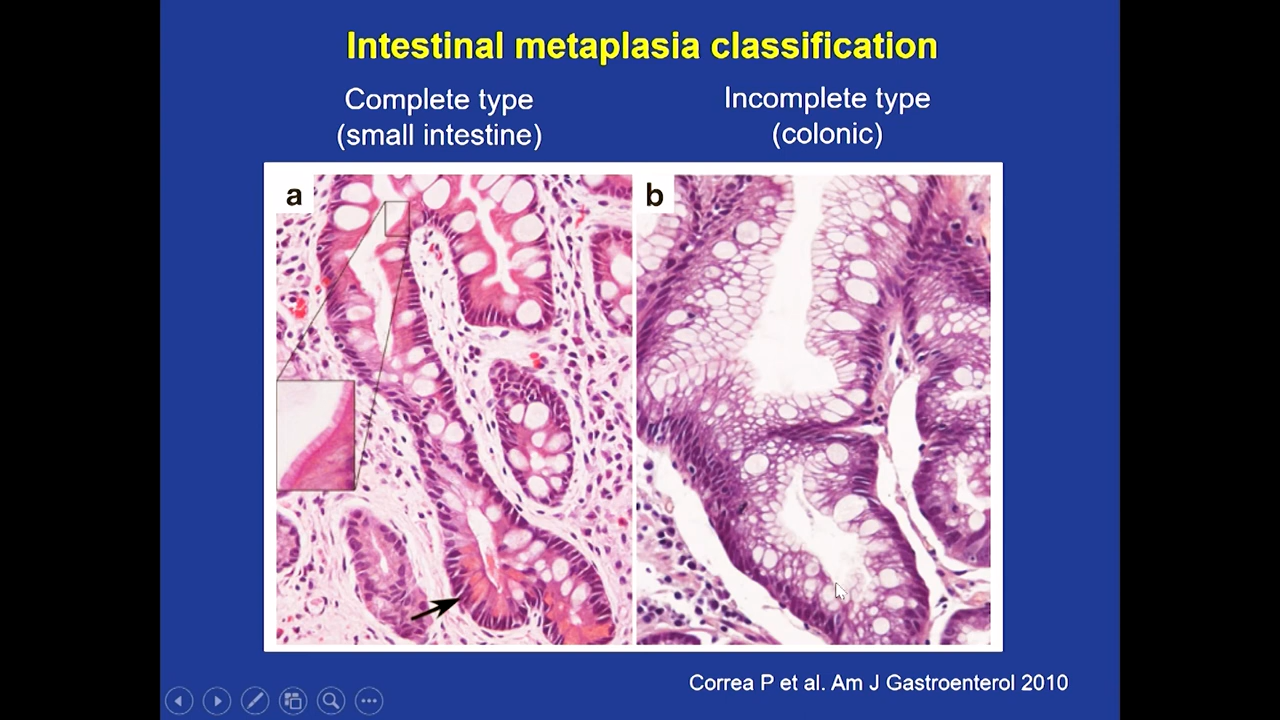 Intestinal metaplasia classification
Complete type
(small intestine)
Incomplete type
(colonic)
a
b
Correa P et al. Am J Gastroenterol 2010